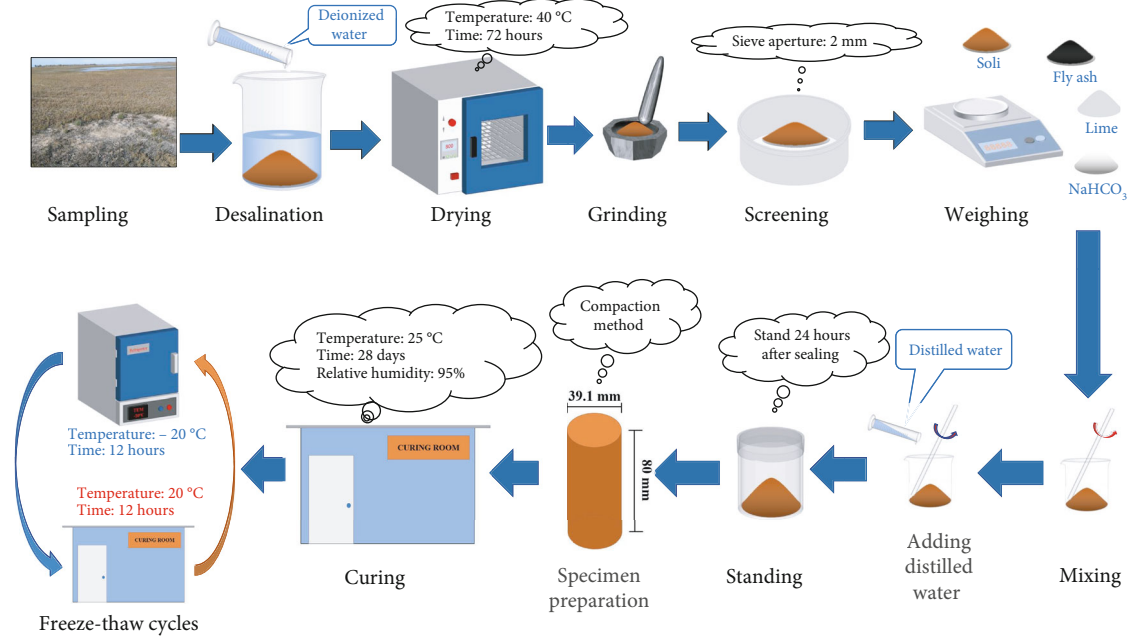 Deionized
water
Temperature: 40 °C
Time: 72 hours
Sieve aperture: 2 mm
Soli
Fly ash
Lime
NaHCO₃
Sampling
Desalination
Drying
Grinding
Screening
Weighing
Temperature: 25 °C
Time: 28 days
Relative humidity: 95%
Compaction
method
Stand 24 hours
after sealing
Distilled water
39.1 mm
80 mm
CURING ROOM
Temperature: – 20 °C
Time: 12 hours
Temperature: 20 °C
Time: 12 hours
CURING ROOM
Freeze-thaw cycles
Curing
Specimen
preparation
Standing
Adding
distilled
water
Mixing